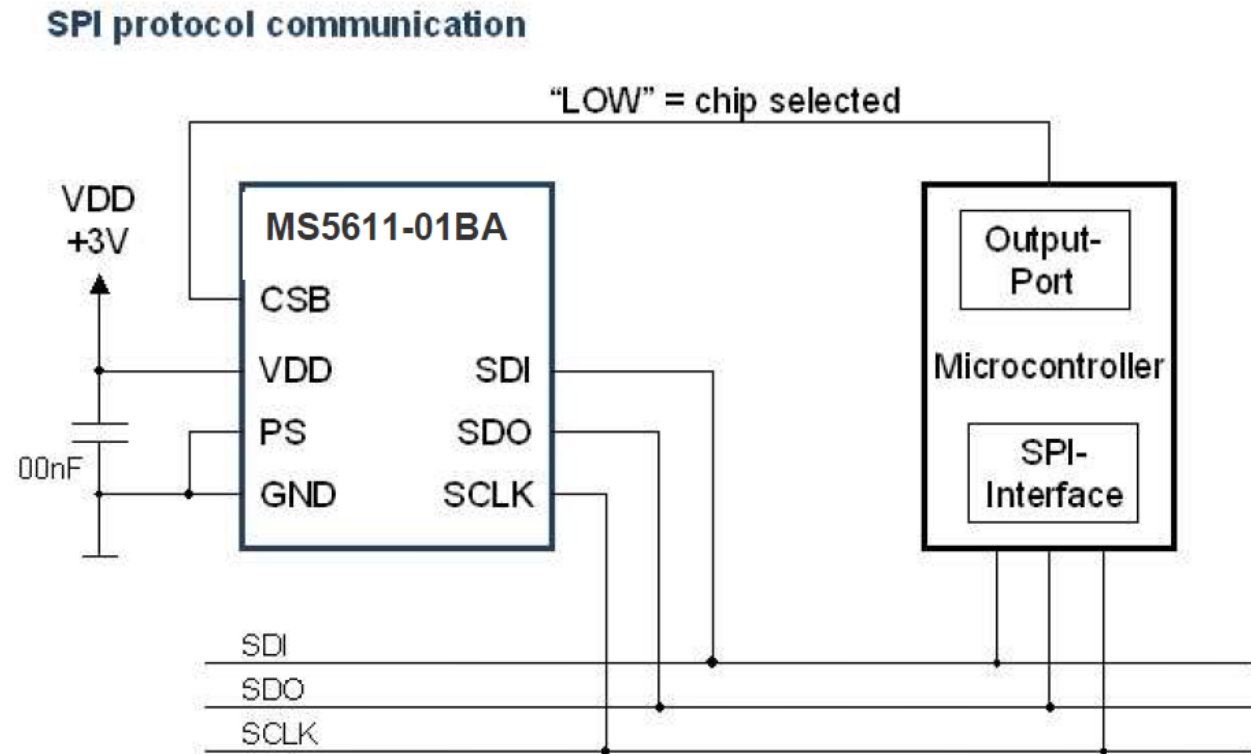 SPI protocol communication
“LOW” = chip selected
VDD
+3V
MS5611-01BA
CSB
VDD
PS
GND
SDI
SDO
SCLK
00nF
Output-
Port
Microcontroller
SPI-
Interface
SDI
SDO
SCLK